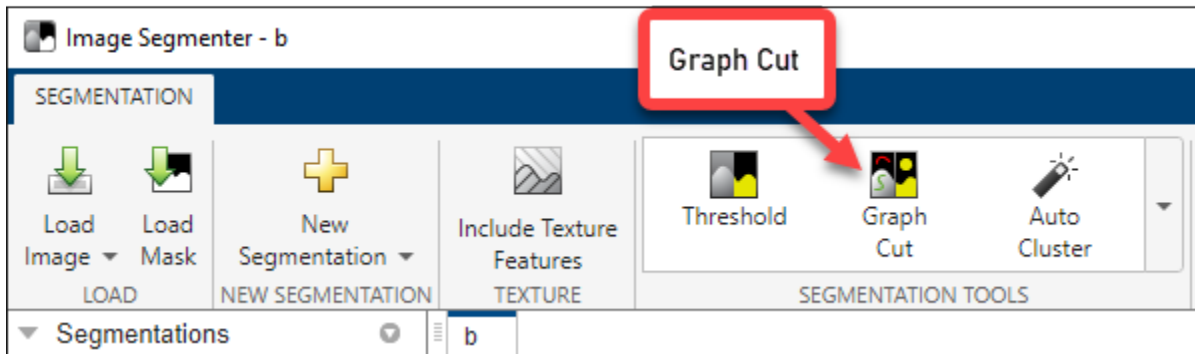 Image Segmenter - b
Graph Cut
SEGMENTATION
Load
Image
Load
Mask
New
Segmentation
Include Texture
Features
Threshold
Graph
Cut
Auto
Cluster
LOAD
NEW SEGMENTATION
TEXTURE
SEGMENTATION TOOLS
Segmentations
b